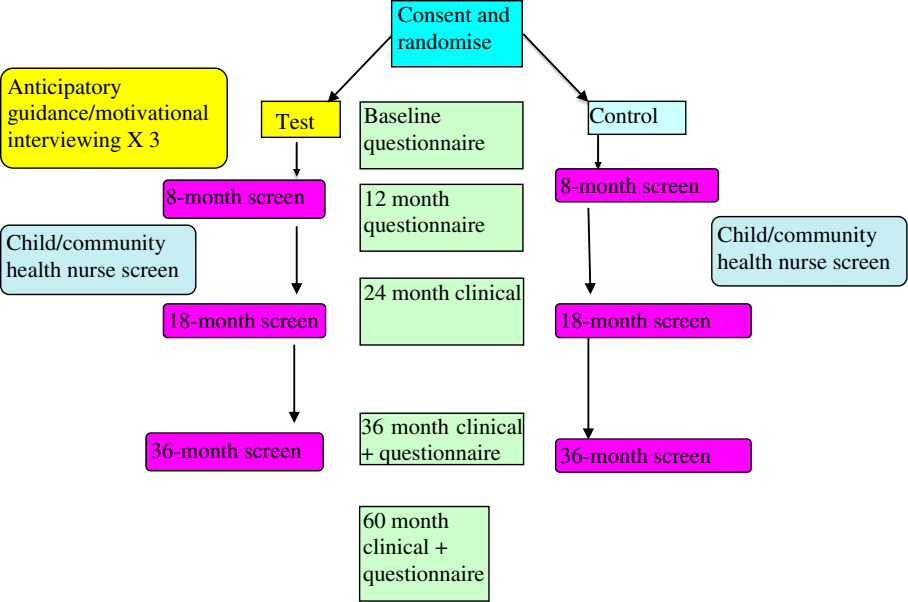 Consent and
randomise
Anticipatory
guidance/motivational
interviewing X 3
Test
Baseline
questionnaire
Control
8-month screen
12 month
questionnaire
8-month screen
Child/community
health nurse screen
Child/community
health nurse screen
24 month clinical
18-month screen
18-month screen
36 month clinical
+ questionnaire
36-month screen
36-month screen
60 month
clinical +
questionnaire